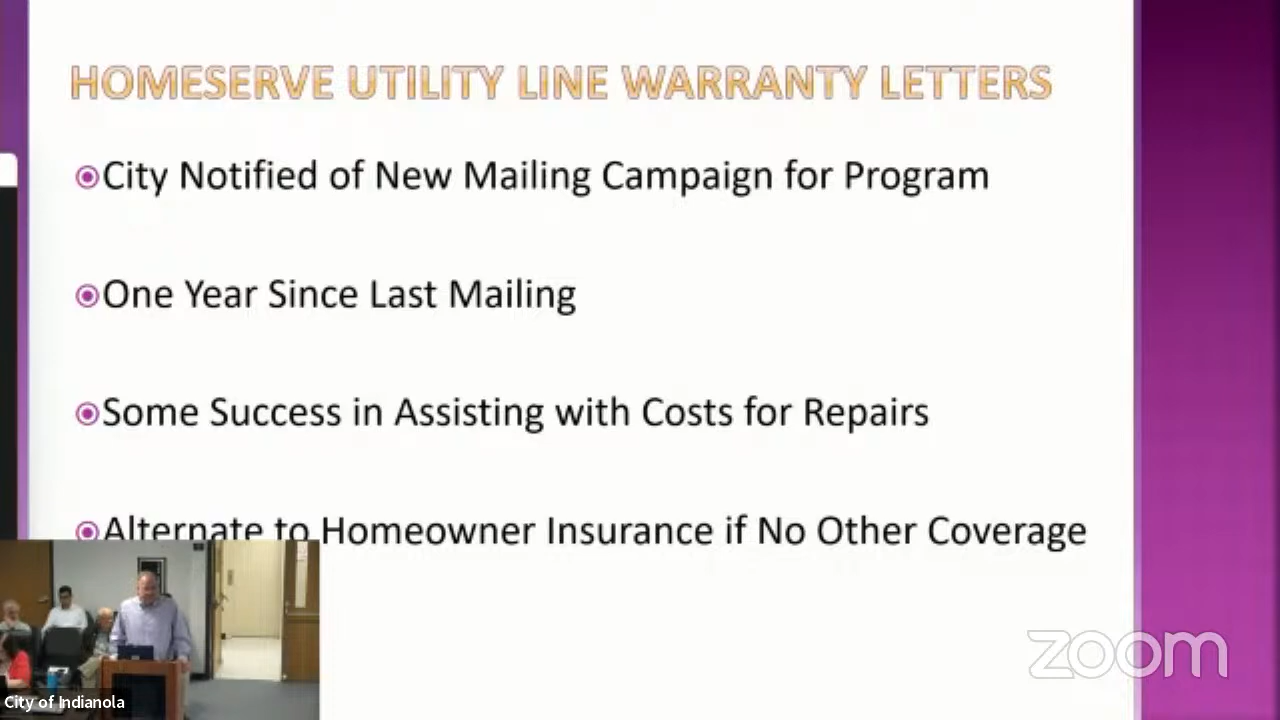 HOMESERVE UTILITY LINE WARRANTY LETTERS
City Notified of New Mailing Campaign for Program
One Year Since Last Mailing
Some Success in Assisting with Costs for Repairs
Alternate to Homeowner Insurance if No Other Coverage
City of Indianola
zoom